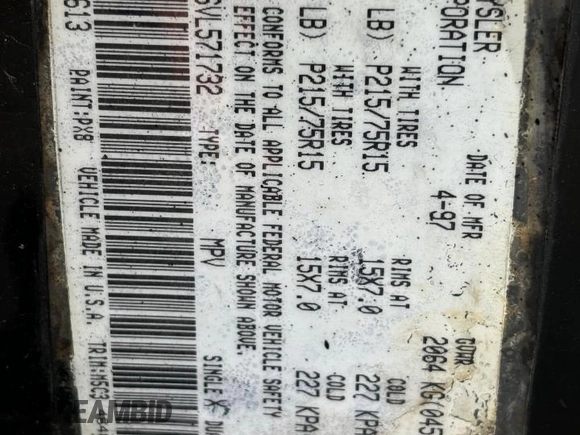 YSLER DATE OF MFR GVWR
PORATION 4-97 2064 KG(045
WITH TIRES RIMS AT COLD
LB) P215/75R15 15X7.0 227 KPA
WITH TIRES RIMS AT COLD
LB) P215/75R15 15X7.0 227 KPA
CONFORMS TO ALL APPLICABLE FEDERAL MOTOR VEHICLE SAFETY
EFFECT ON THE DATE OF MANUFACTURE SHOWN ABOVE.
VL571732 TYPE: MPV SINGLE X
613 PAINT:PX8 VEHICLE MADE IN U.S.A. TRIM:M5C3